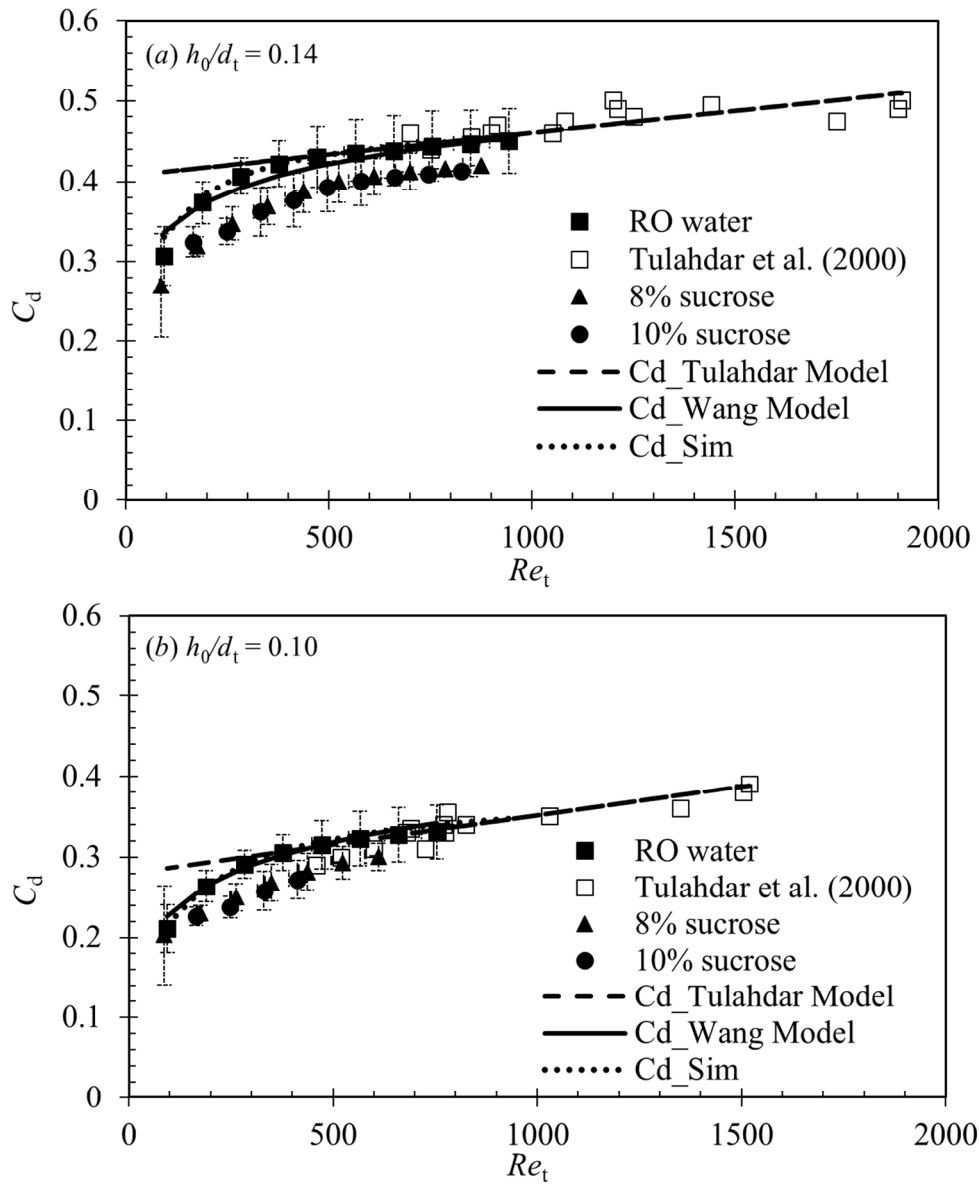 0.6
(a) h0/dt = 0.14
0.5
0.4
0.3
0.2
0.1
0
Cd
RO water
Tulahdar et al. (2000)
8% sucrose
10% sucrose
Cd_Tulahdar Model
Cd_Wang Model
Cd_Sim
0 500 1000 1500 2000
Ret
0.6
(b) h0/dt = 0.10
0.5
0.4
0.3
0.2
0.1
0
Cd
RO water
Tulahdar et al. (2000)
8% sucrose
10% sucrose
Cd_Tulahdar Model
Cd_Wang Model
Cd_Sim
0 500 1000 1500 2000
Ret